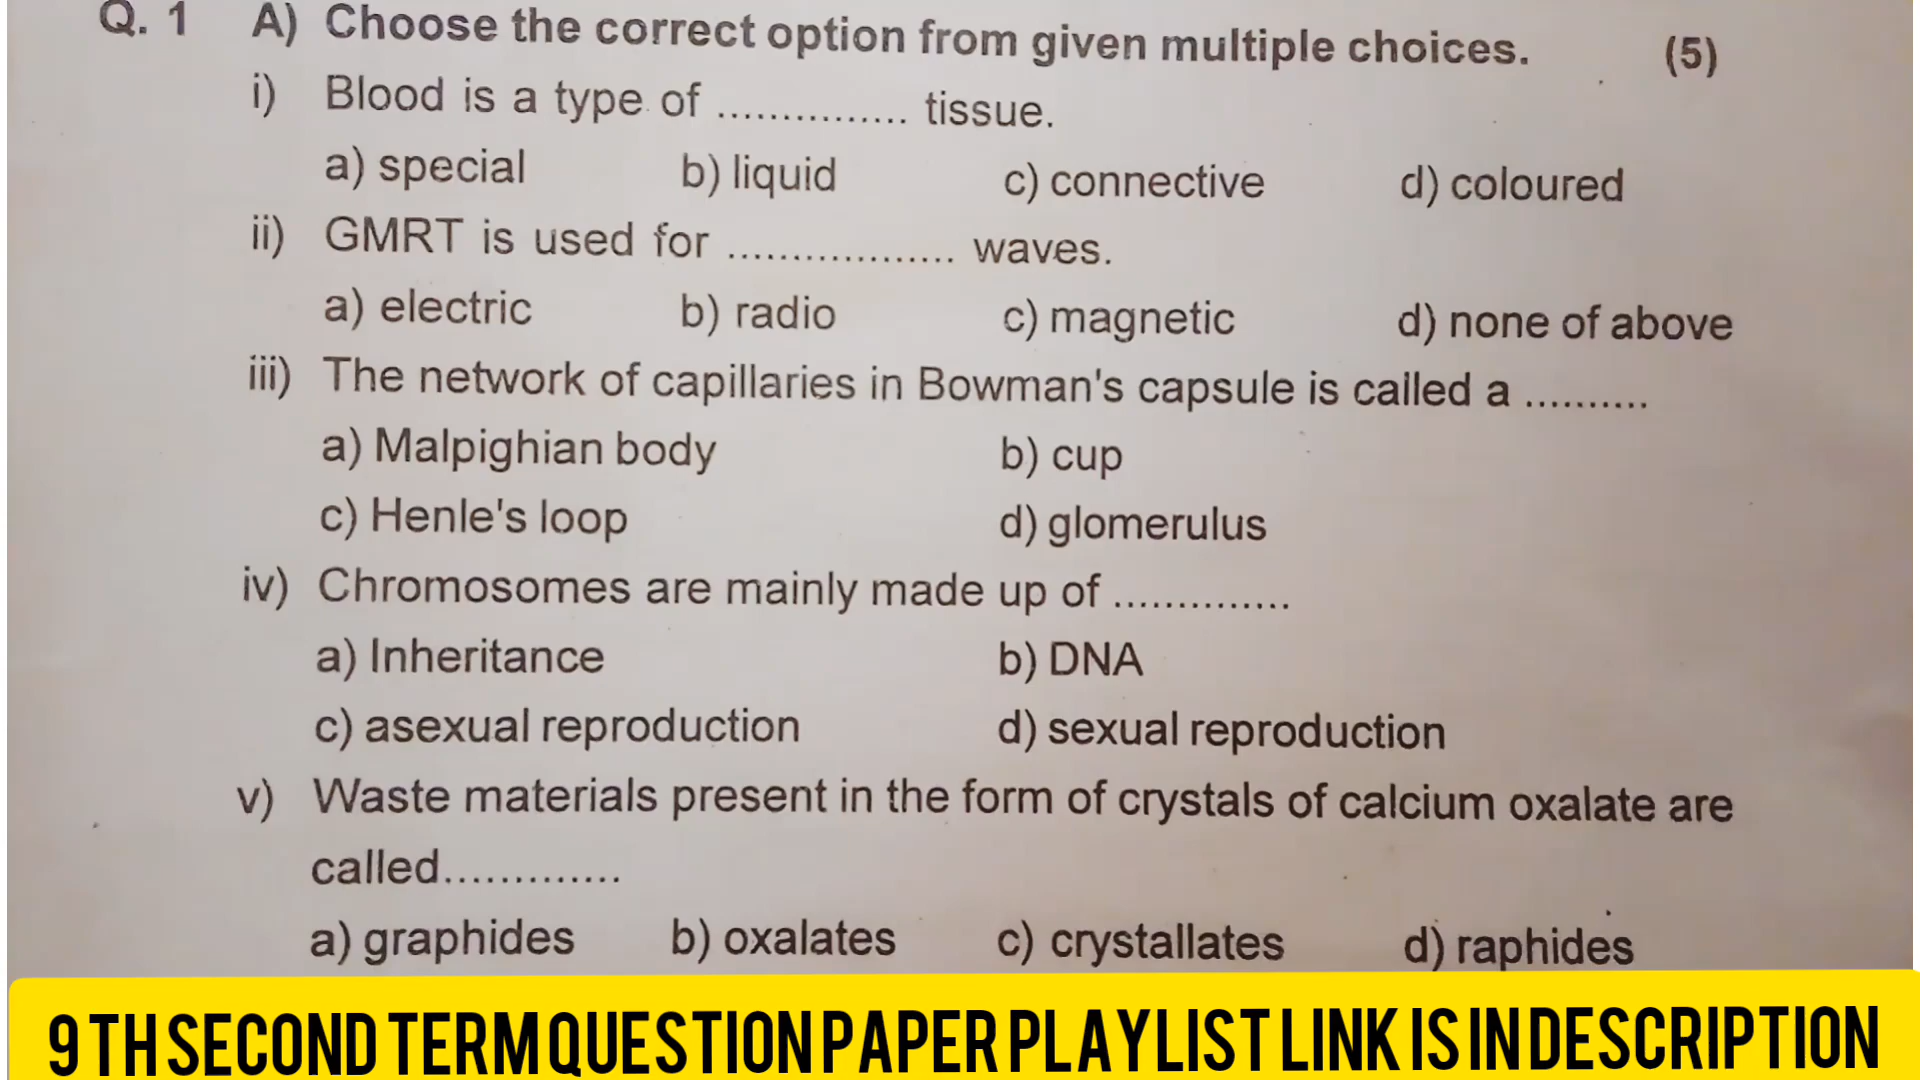 Q. 1 A) Choose the correct option from given multiple choices. (5)
i) Blood is a type of ............... tissue.
a) special b) liquid c) connective d) coloured
ii) GMRT is used for .................. waves.
a) electric b) radio c) magnetic d) none of above
iii) The network of capillaries in Bowman's capsule is called a ..........
a) Malpighian body b) cup
c) Henle's loop d) glomerulus
iv) Chromosomes are mainly made up of ..............
a) Inheritance b) DNA
c) asexual reproduction d) sexual reproduction
v) Waste materials present in the form of crystals of calcium oxalate are
called.............
a) graphides b) oxalates c) crystallates d) raphides
9 TH SECOND TERM QUESTION PAPER PLAYLIST LINK IS IN DESCRIPTION